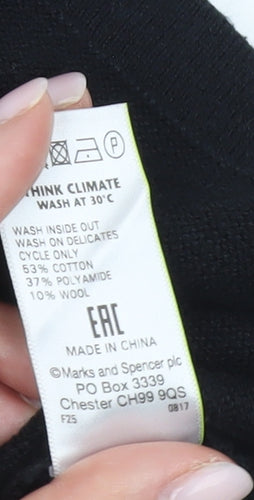 P
THINK CLIMATE
WASH AT 30°C
WASH INSIDE OUT
WASH ON DELICATES
CYCLE ONLY
53% COTTON
37% POLYAMIDE
10% WOOL
EAC
MADE IN CHINA
©Marks and Spencer plc
PO Box 3339
Chester CH99 9QS
F25 0817